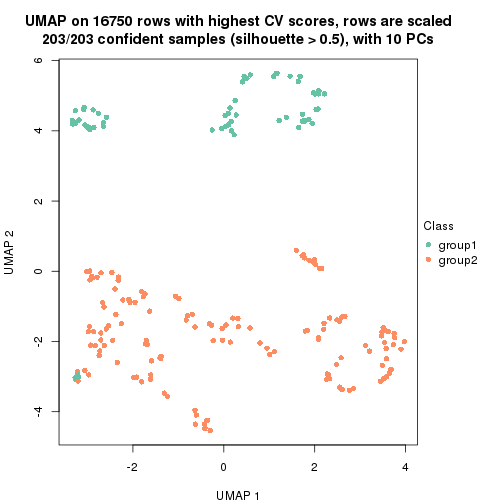 UMAP on 16750 rows with highest CV scores, rows are scaled
203/203 confident samples (silhouette > 0.5), with 10 PCs
6
4
2
0
-2
-4
UMAP 2
-2
0
2
4
UMAP 1
Class
group1
group2